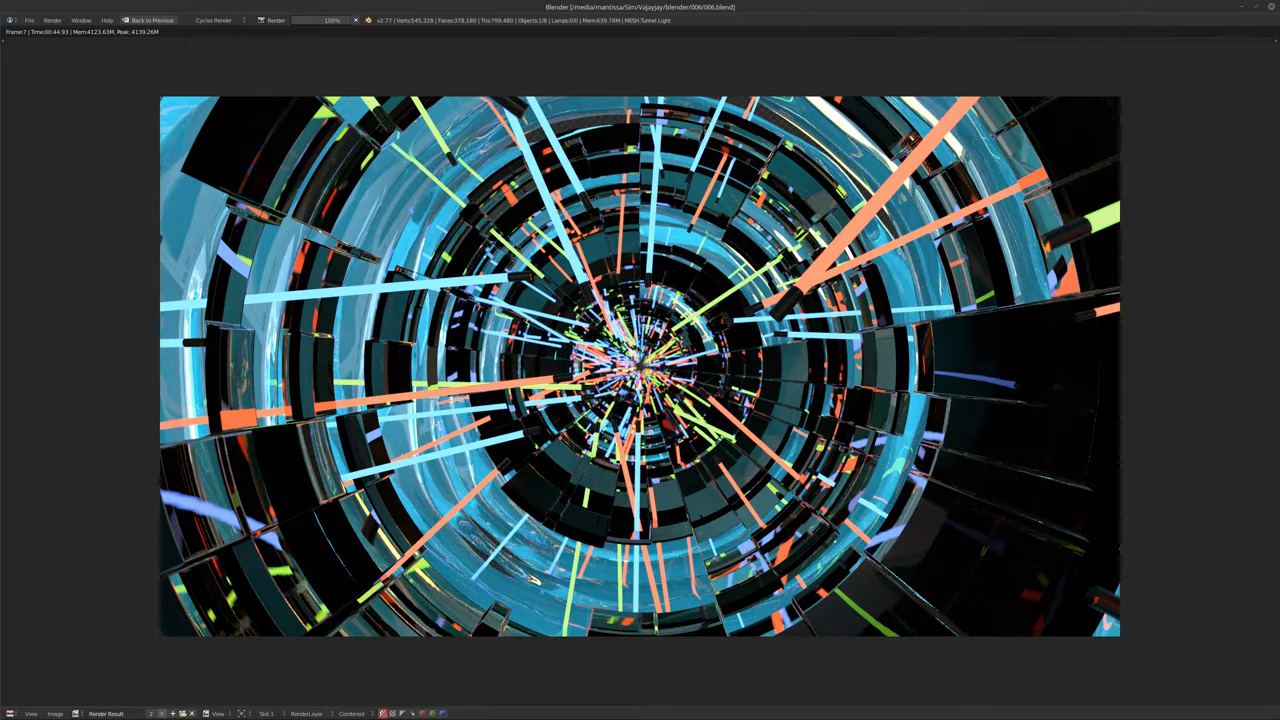 Blender [/media/mantissa/Sim/Vajayjay/blender/006/006.blend]
File Render Window Help Back to Previous Cycles Render Render 100% v2.77 | Verts:545,328 | Faces:378,180 | Tris:799,480 | Objects:1/8 | Lamps:0/0 | Mem:639.78M | MESH.Tunnel.Light
Frame:7 | Time:00:44.93 | Mem:4123.63M, Peak: 4139.26M
View Image Render Result 2 F View Slot 1 RenderLayer Combined